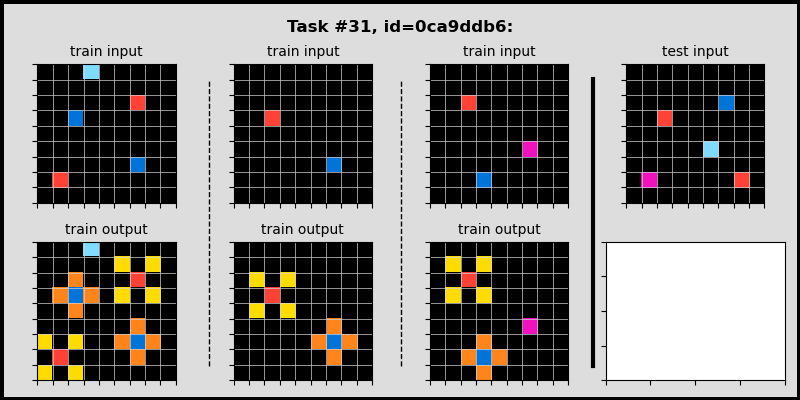 Task #31, id=0ca9ddb6:
train input
train input
train input
test input
train output
train output
train output